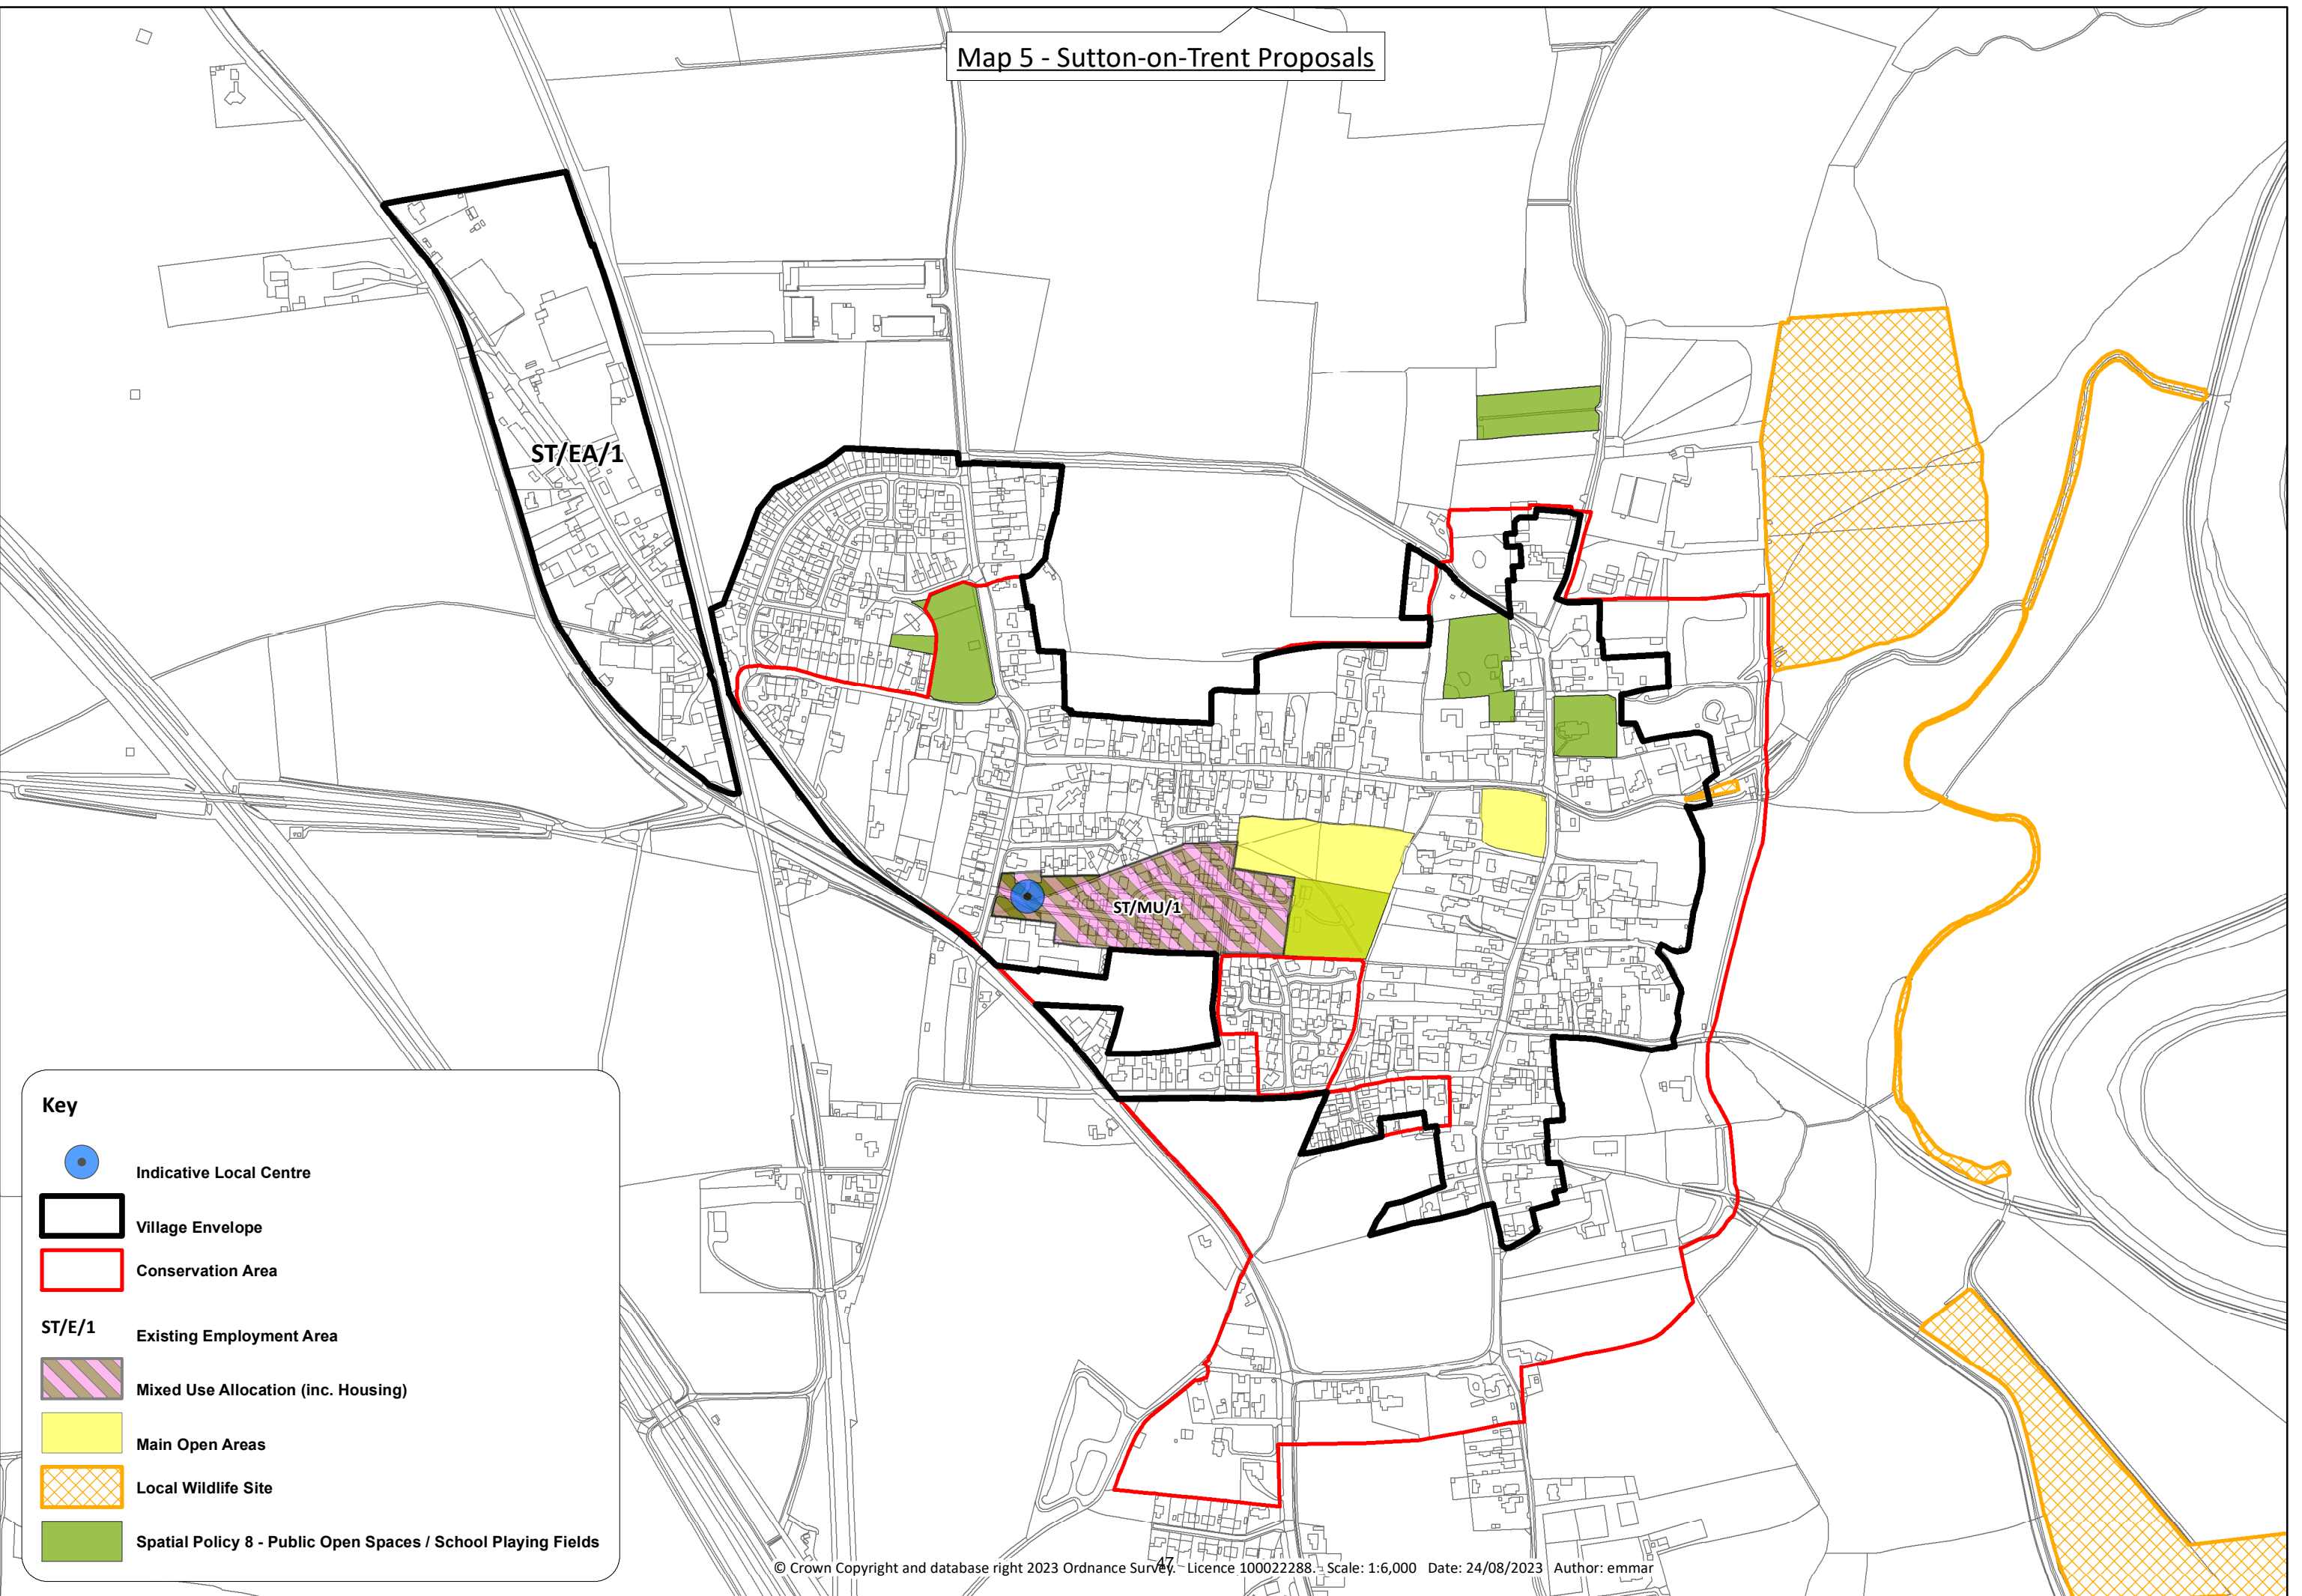 Map 5 - Sutton-on-Trent Proposals
ST/EA/1
ST/MU/1
Key
Indicative Local Centre
Village Envelope
Conservation Area
ST/E/1 Existing Employment Area
Mixed Use Allocation (inc. Housing)
Main Open Areas
Local Wildlife Site
Spatial Policy 8 - Public Open Spaces / School Playing Fields
47
© Crown Copyright and database right 2023 Ordnance Survey. Licence 100022288. Scale: 1:6,000 Date: 24/08/2023 Author: emmar